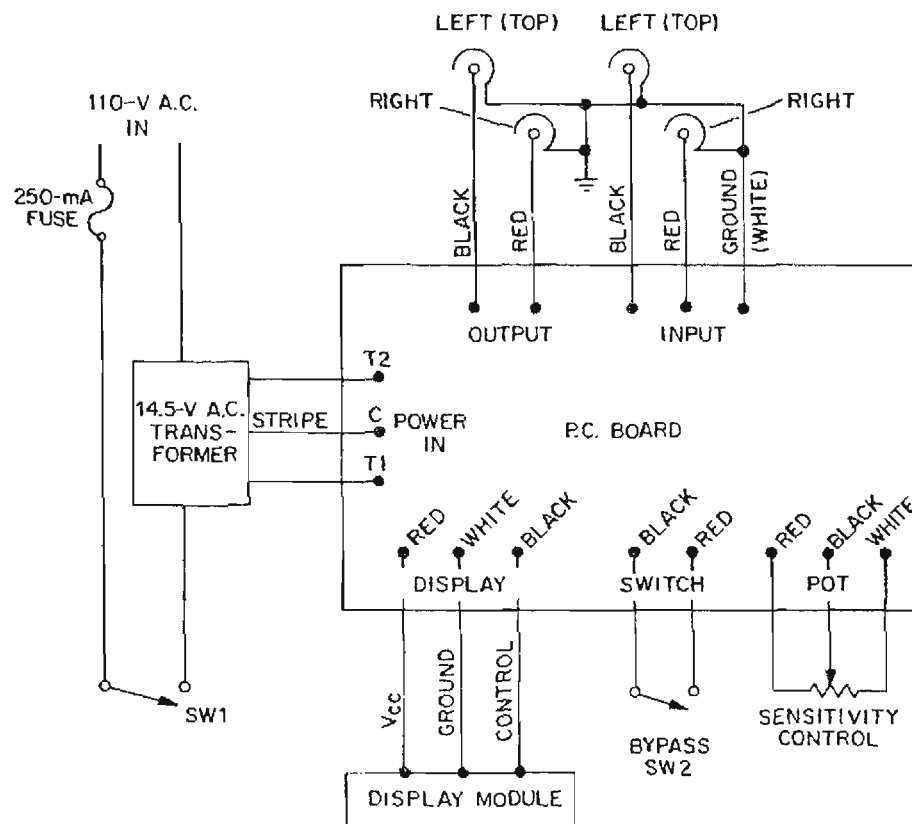 LEFT (TOP)
LEFT (TOP)
110-V A.C.
IN
RIGHT
RIGHT
250-mA
FUSE
BLACK
RED
BLACK
RED
GROUND
(WHITE)
OUTPUT
INPUT
T2
14.5-V A.C.
TRANS-
FORMER
STRIPE
C
POWER
IN
T1
P.C. BOARD
RED
WHITE
BLACK
BLACK
RED
RED
BLACK
WHITE
DISPLAY
SWITCH
POT
Vcc
GROUND
CONTROL
SW1
BYPASS
SW2
SENSITIVITY
CONTROL
DISPLAY MODULE